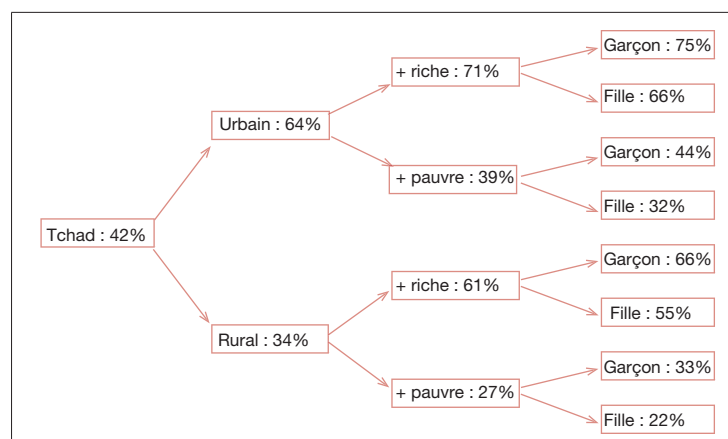 Garçon : 75%
+ riche : 71%
Fille : 66%
Urbain : 64%
Garçon : 44%
+ pauvre : 39%
Fille : 32%
Tchad : 42%
Garçon : 66%
+ riche : 61%
Fille : 55%
Rural : 34%
Garçon : 33%
+ pauvre : 27%
Fille : 22%